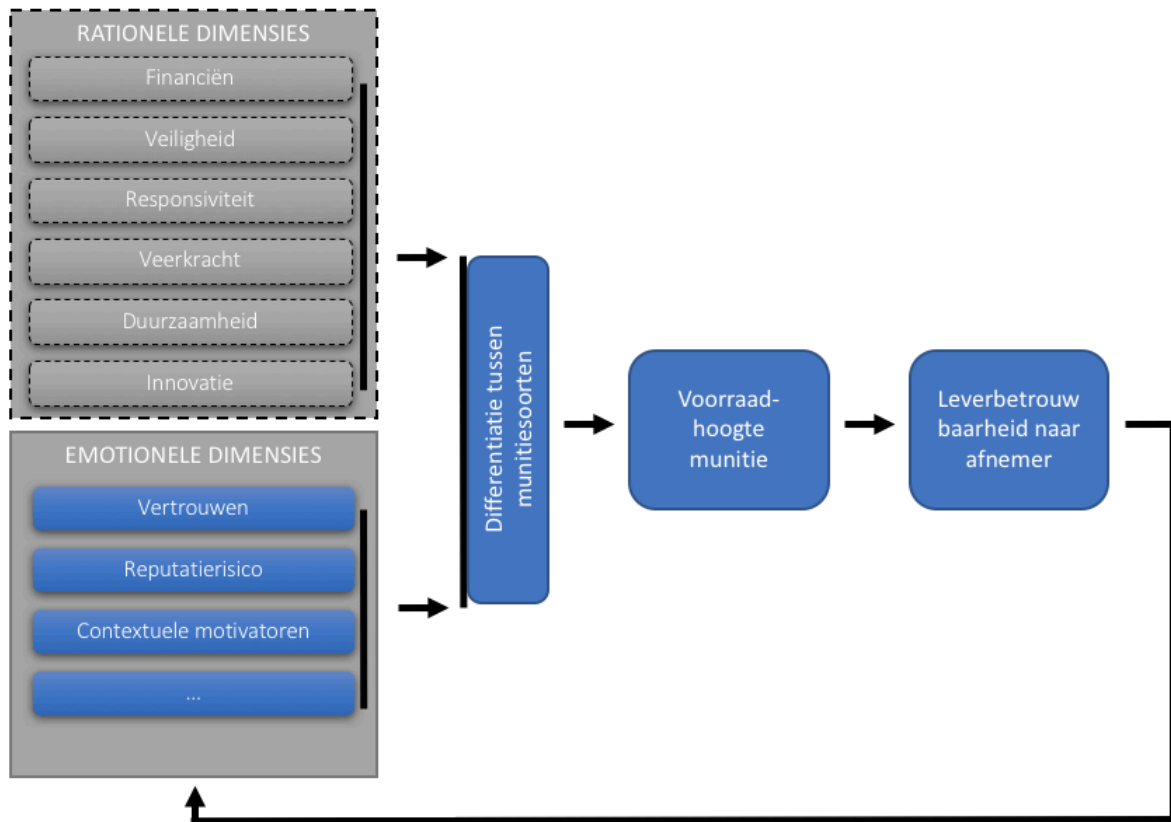 RATIONELE DIMENSIES
Financiën
Veiligheid
Responsiviteit
Veerkracht
Duurzaamheid
Innovatie
EMOTIONELE DIMENSIES
Vertrouwen
Reputatierisico
Contextuele motivatoren
...
Differentiatie tussen
munitiesoorten
Voorraad-
hoogte
munitie
Leverbetrouw
baarheid naar
afnemer